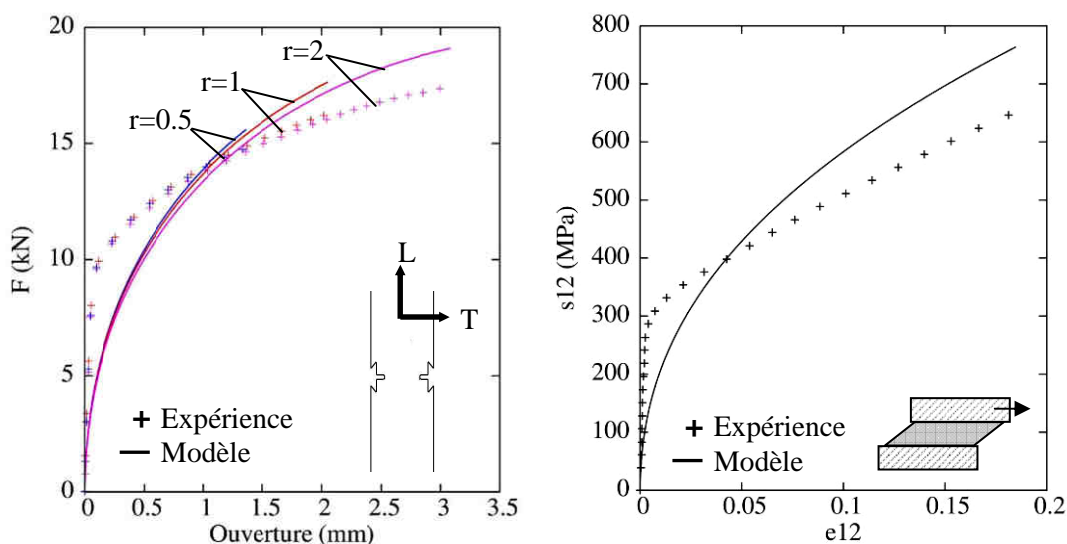 20
15
10
5
0
F (kN)
r=2
r=1
r=0.5
L
T
+ Expérience
— Modèle
0 0.5 1 1.5 2 2.5 3 3.5
Ouverture (mm)
800
700
600
500
400
300
200
100
0
s12 (MPa)
+ Expérience
— Modèle
0 0.05 0.1 0.15 0.2
e12